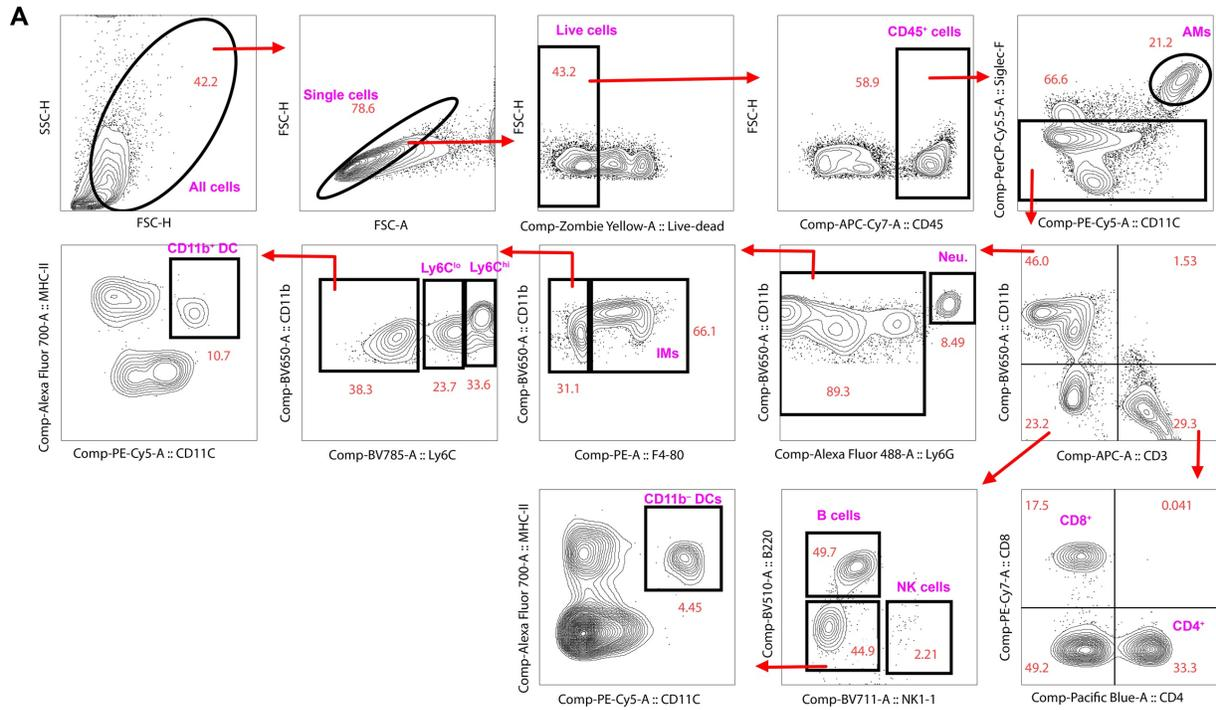 A
SSC-H
42.2
All cells
FSC-H
FSC-H
Single cells
78.6
FSC-A
FSC-H
Live cells
43.2
Comp-Zombie Yellow-A :: Live-dead
FSC-H
CD45⁺ cells
58.9
Comp-APC-Cy7-A :: CD45
Comp-PerCP-Cy5.5-A :: Siglec-F
AMs
21.2
66.6
Comp-PE-Cy5-A :: CD11C
Comp-Alexa Fluor 700-A :: MHC-II
CD11b⁺ DC
10.7
Comp-PE-Cy5-A :: CD11C
Comp-BV650-A :: CD11b
Ly6Cˡᵒ
Ly6Cʰⁱ
38.3
23.7
33.6
Comp-BV785-A :: Ly6C
Comp-BV650-A :: CD11b
66.1
IMs
31.1
Comp-PE-A :: F4-80
Comp-BV650-A :: CD11b
Neu.
8.49
89.3
Comp-Alexa Fluor 488-A :: Ly6G
Comp-BV650-A :: CD11b
46.0
1.53
23.2
29.3
Comp-APC-A :: CD3
Comp-Alexa Fluor 700-A :: MHC-II
CD11b⁻ DCs
4.45
Comp-PE-Cy5-A :: CD11C
Comp-BV510-A :: B220
B cells
49.7
NK cells
44.9
2.21
Comp-BV711-A :: NK1-1
Comp-PE-Cy7-A :: CD8
17.5
0.041
CD8⁺
CD4⁺
49.2
33.3
Comp-Pacific Blue-A :: CD4